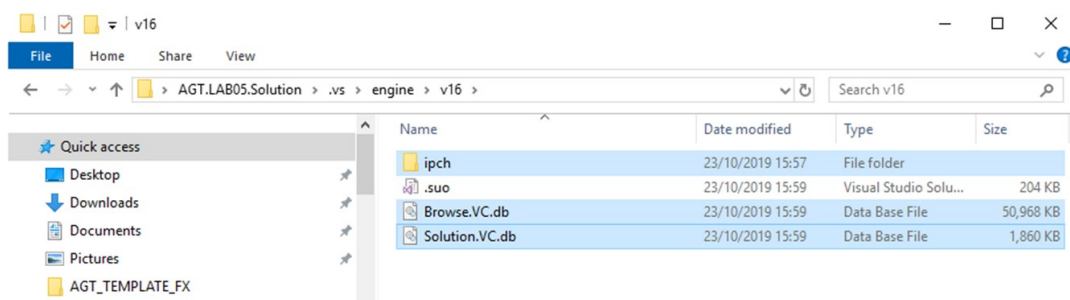 v16
File Home Share View
AGT.LAB05.Solution > .vs > engine > v16 > Search v16
Name Date modified Type Size
Quick access
Desktop
Downloads
Documents
Pictures
AGT_TEMPLATE_FX
ipch 23/10/2019 15:57 File folder
.suo 23/10/2019 15:59 Visual Studio Solu... 204 KB
Browse.VC.db 23/10/2019 15:59 Data Base File 50,968 KB
Solution.VC.db 23/10/2019 15:59 Data Base File 1,860 KB